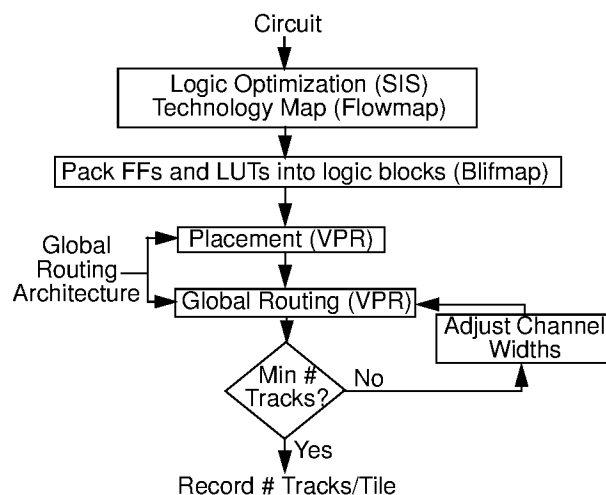 Circuit
Logic Optimization (SIS)
Technology Map (Flowmap)
Pack FFs and LUTs into logic blocks (Blifmap)
Placement (VPR)
Global
Routing
Architecture
Global Routing (VPR)
Adjust Channel
Widths
Min #
Tracks?
No
Yes
Record # Tracks/Tile